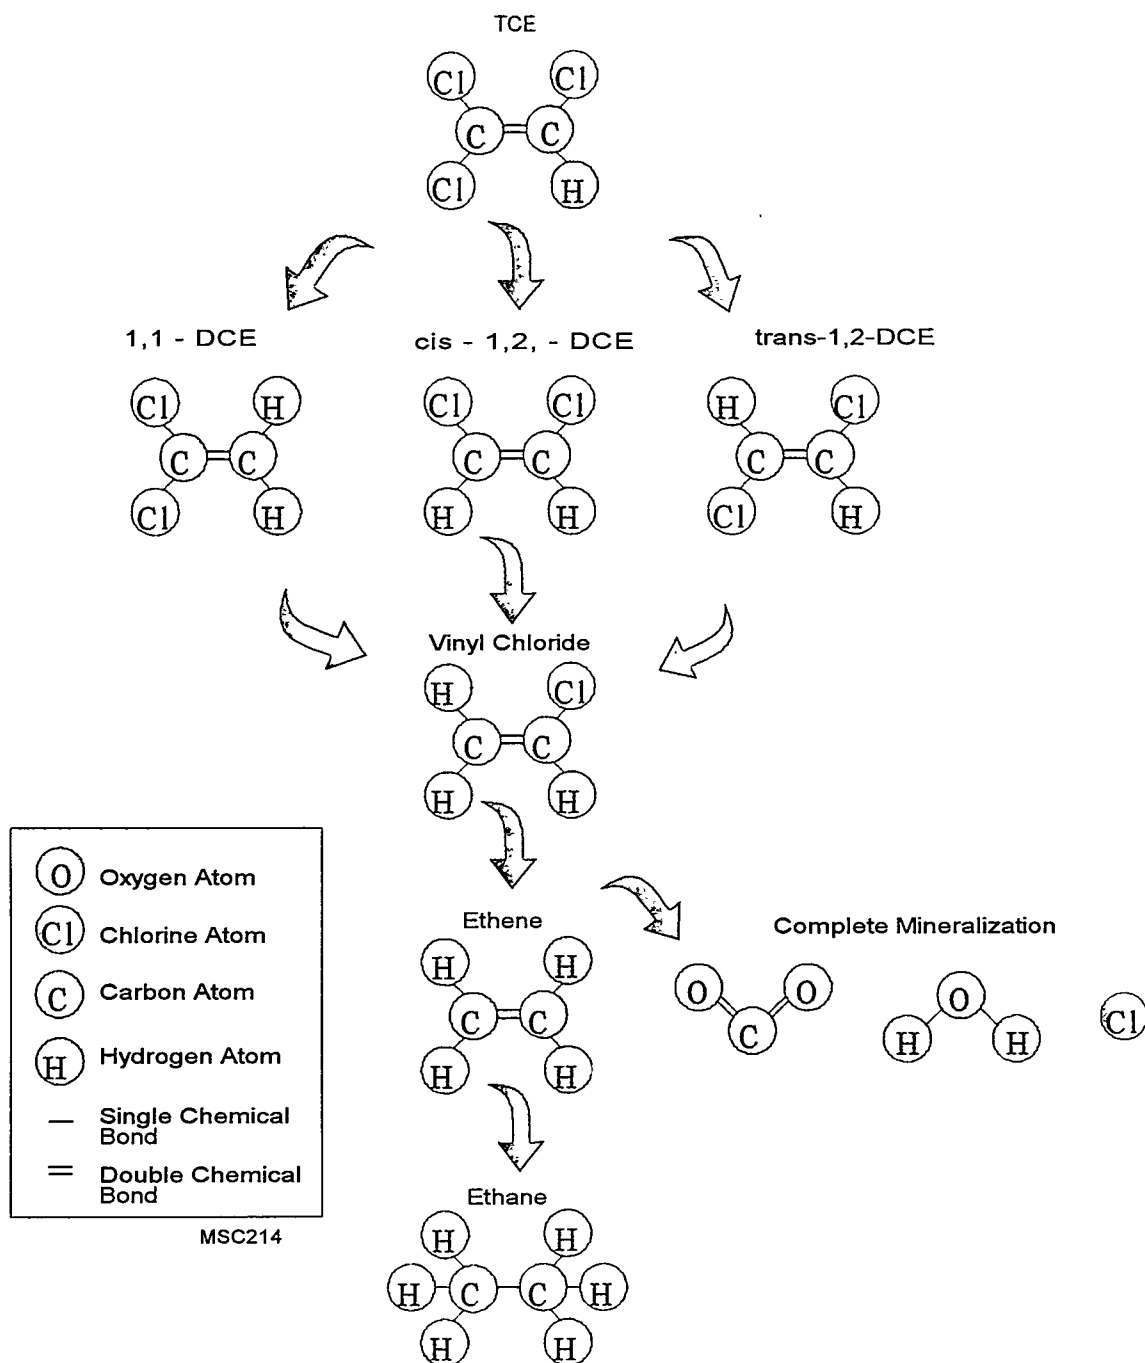 TCE
Cl Cl
C C
Cl H
1,1 - DCE cis - 1,2, - DCE trans-1,2-DCE
Cl H Cl Cl H Cl
C C C C C C
Cl H H H Cl H
Vinyl Chloride
H Cl
C C
H H
O Oxygen Atom
Cl Chlorine Atom
C Carbon Atom
H Hydrogen Atom
— Single Chemical
Bond
= Double Chemical
Bond
MSC214
Ethene
H H
C C
H H
Complete Mineralization
O O O
C H H Cl
Ethane
H H
H C C H
H H